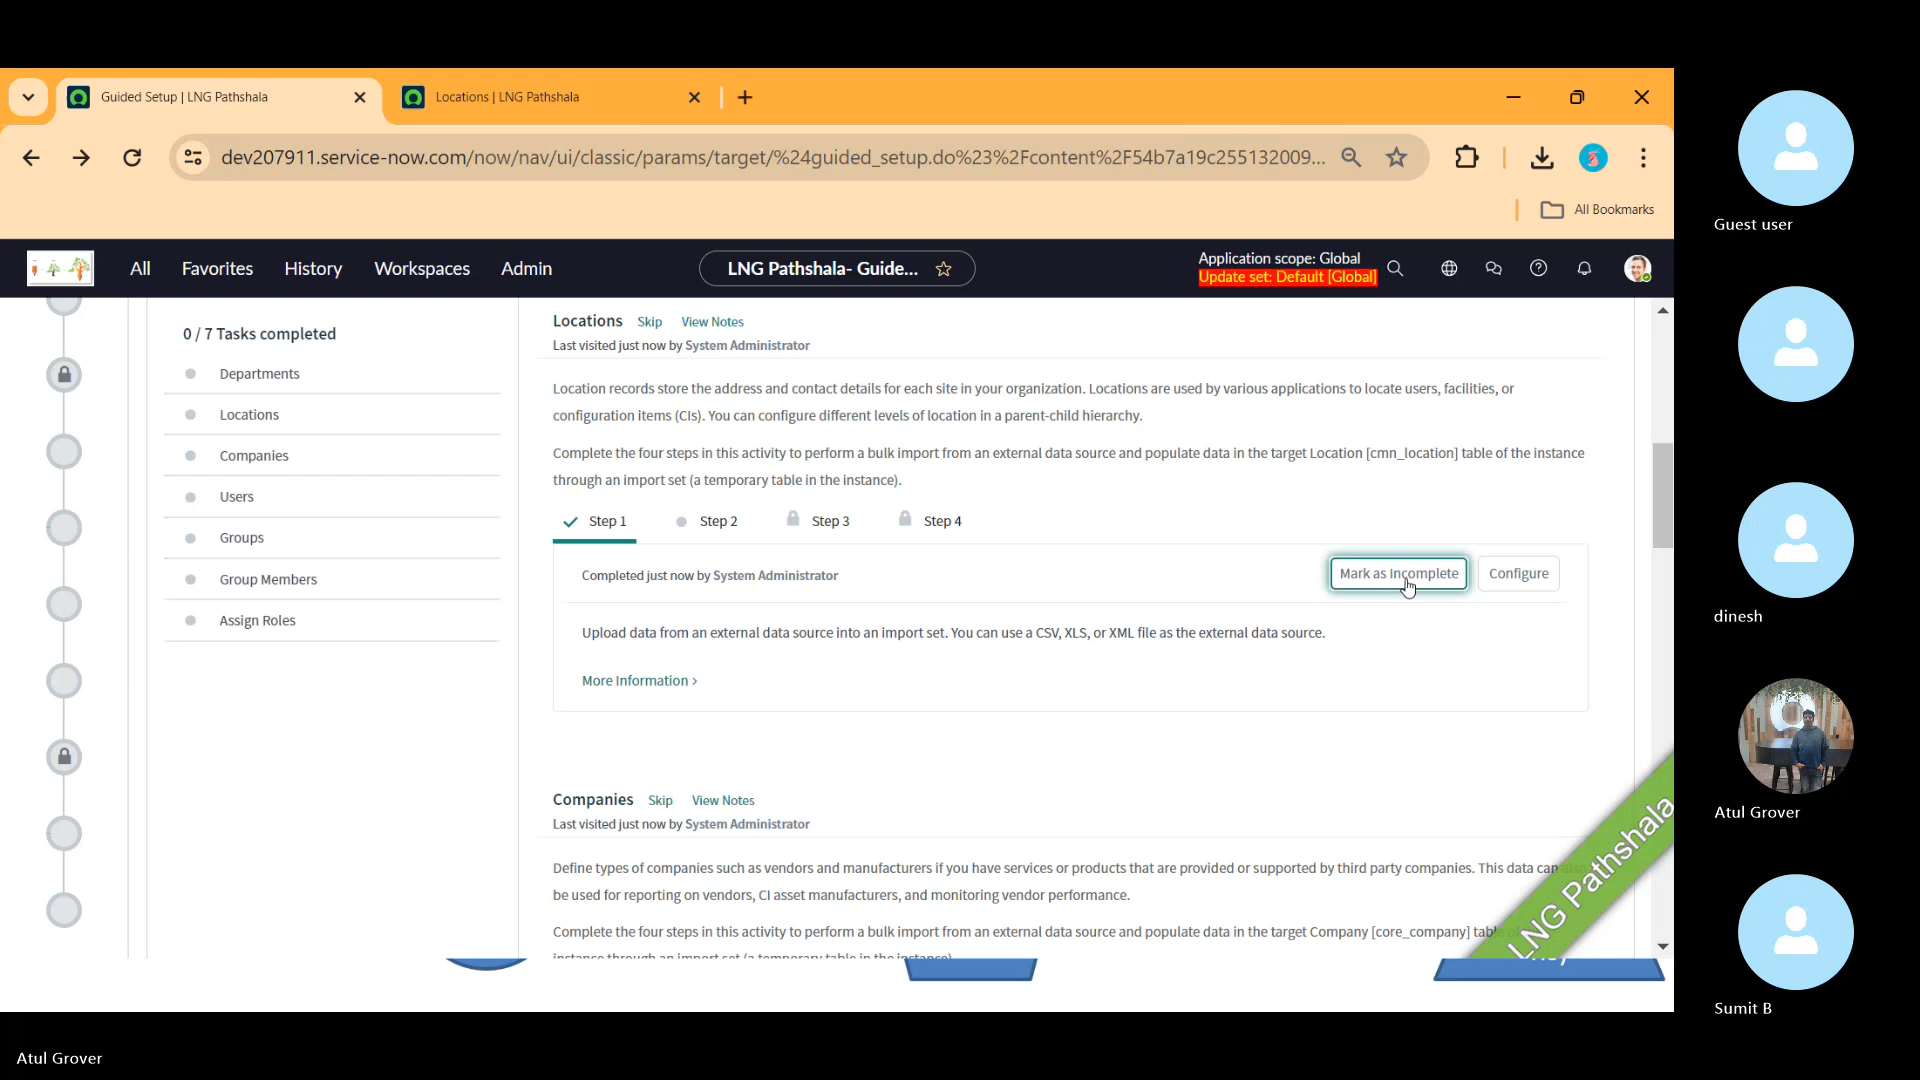 Guided Setup | LNG Pathshala
Locations | LNG Pathshala
dev207911.service-now.com/now/nav/ui/classic/params/target/%24guided_setup.do%23%2Fcontent%2F54b7a19c255132009...
All Bookmarks
All
Favorites
History
Workspaces
Admin
LNG Pathshala- Guide...
Application scope: Global
Update set: Default [Global]
0 / 7 Tasks completed
Departments
Locations
Companies
Users
Groups
Group Members
Assign Roles
Locations Skip View Notes
Last visited just now by System Administrator
Location records store the address and contact details for each site in your organization. Locations are used by various applications to locate users, facilities, or
configuration items (CIs). You can configure different levels of location in a parent-child hierarchy.
Complete the four steps in this activity to perform a bulk import from an external data source and populate data in the target Location [cmn_location] table of the instance
through an import set (a temporary table in the instance).
Step 1
Step 2
Step 3
Step 4
Completed just now by System Administrator
Mark as Incomplete
Configure
Upload data from an external data source into an import set. You can use a CSV, XLS, or XML file as the external data source.
More Information ›
Companies Skip View Notes
Last visited just now by System Administrator
Define types of companies such as vendors and manufacturers if you have services or products that are provided or supported by third party companies. This data can also
be used for reporting on vendors, CI asset manufacturers, and monitoring vendor performance.
Complete the four steps in this activity to perform a bulk import from an external data source and populate data in the target Company [core_company] table of
instance through an import set (a temporary table in the instance).
LNG Pathshala
Guest user
dinesh
Atul Grover
Sumit B
Atul Grover